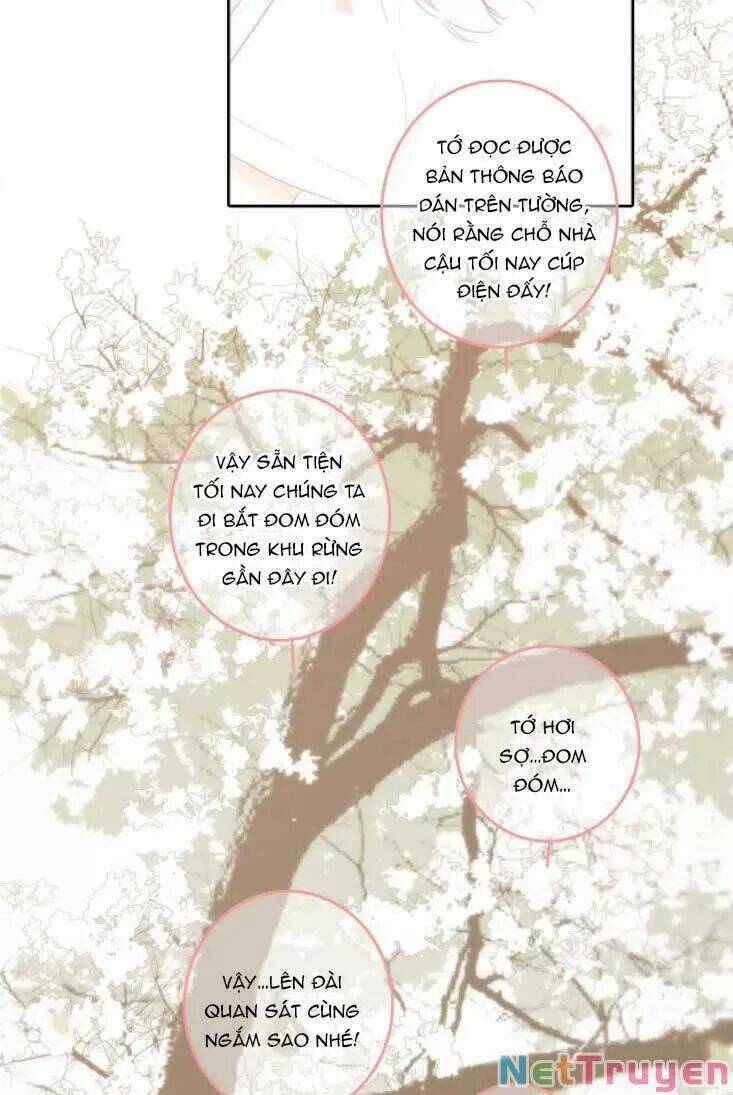 TỚ ĐỌC ĐƯỢC
BẢN THÔNG BÁO
DÁN TRÊN TƯỜNG,
NÓI RẰNG CHỖ NHÀ
CẬU TỐI NAY CÚP
ĐIỆN ĐẤY!
VẬY SẴN TIỆN
TỐI NAY CHÚNG TA
ĐI BẮT ĐOM ĐÓM
TRONG KHU RỪNG
GẦN ĐÂY ĐI!
TỚ HƠI
SỢ...ĐOM
ĐÓM...
VẬY...LÊN ĐÀI
QUAN SÁT CÙNG
NGẮM SAO NHÉ!
NETTRUYEN